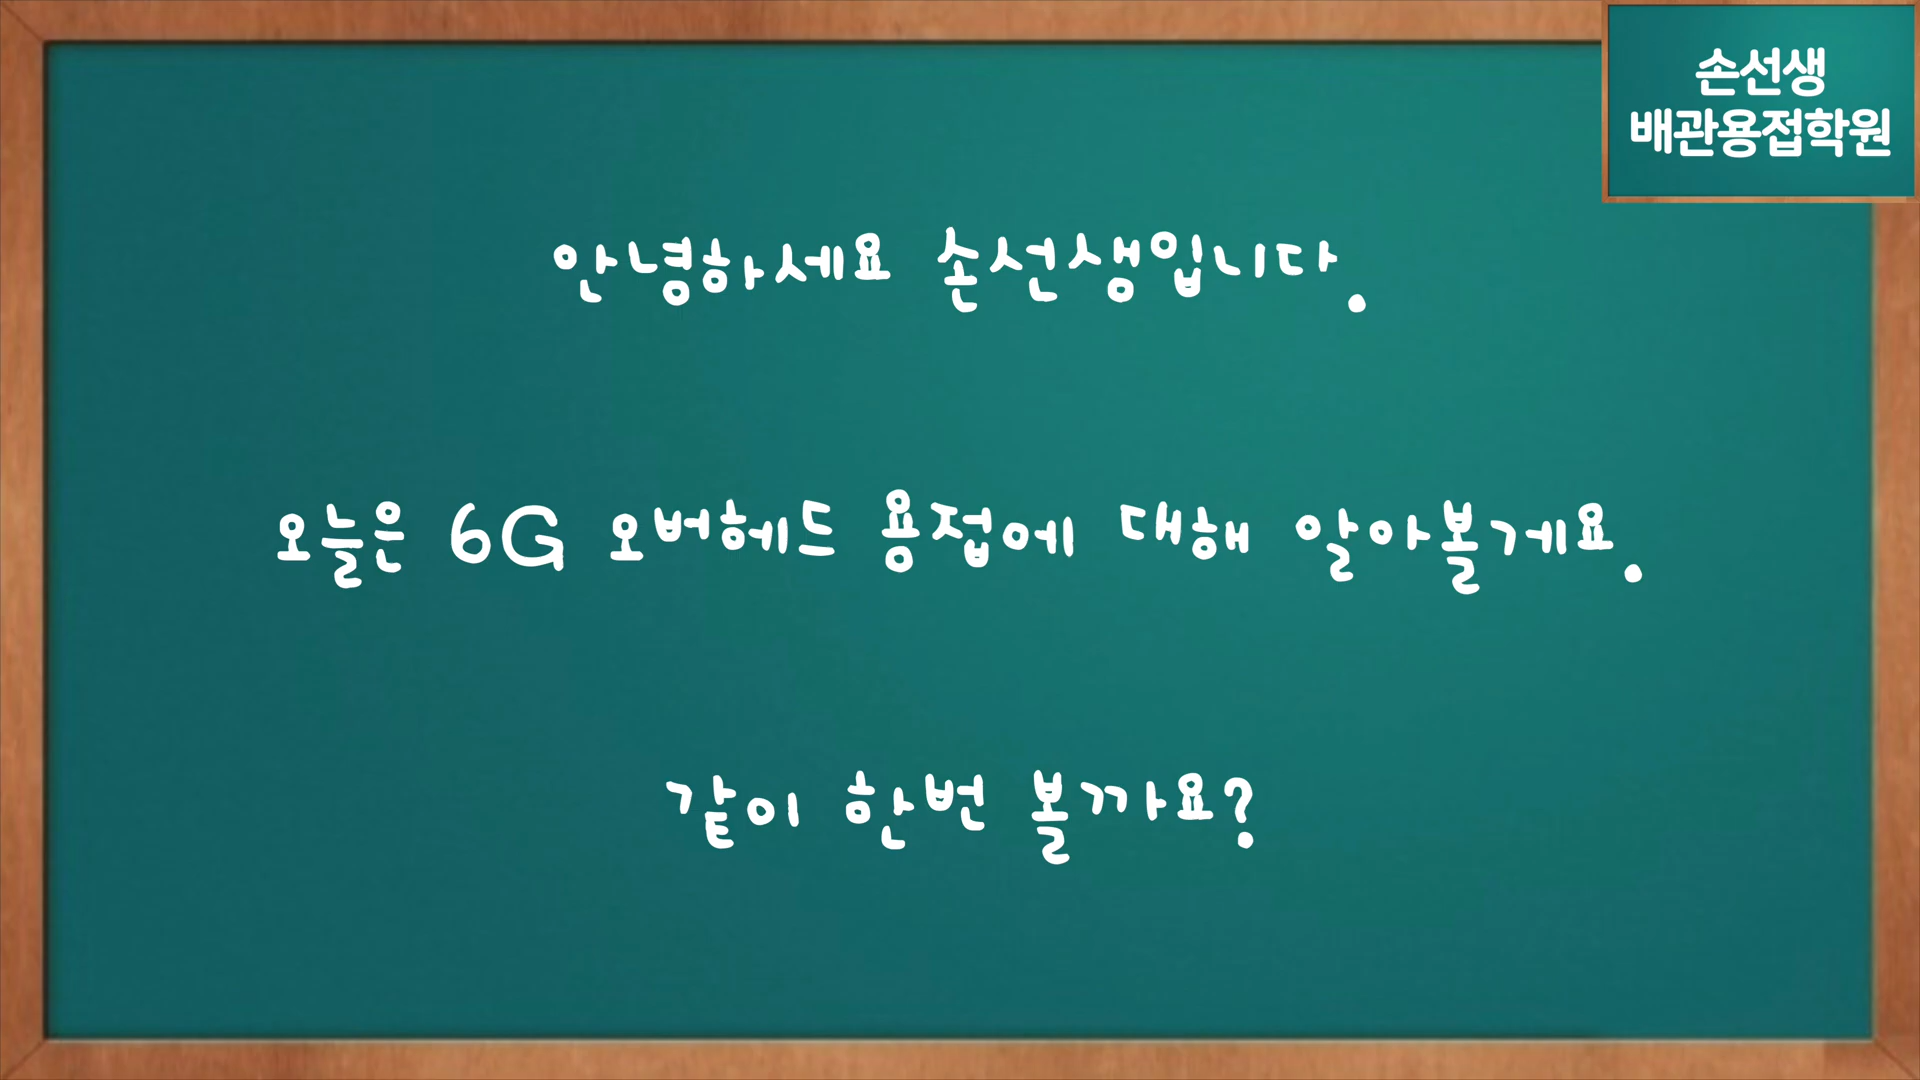 손선생
배관용접학원
안녕하세요 손선생입니다.
오늘은 6G 오버헤드 용접에 대해 알아볼게요.
같이 한번 볼까요?